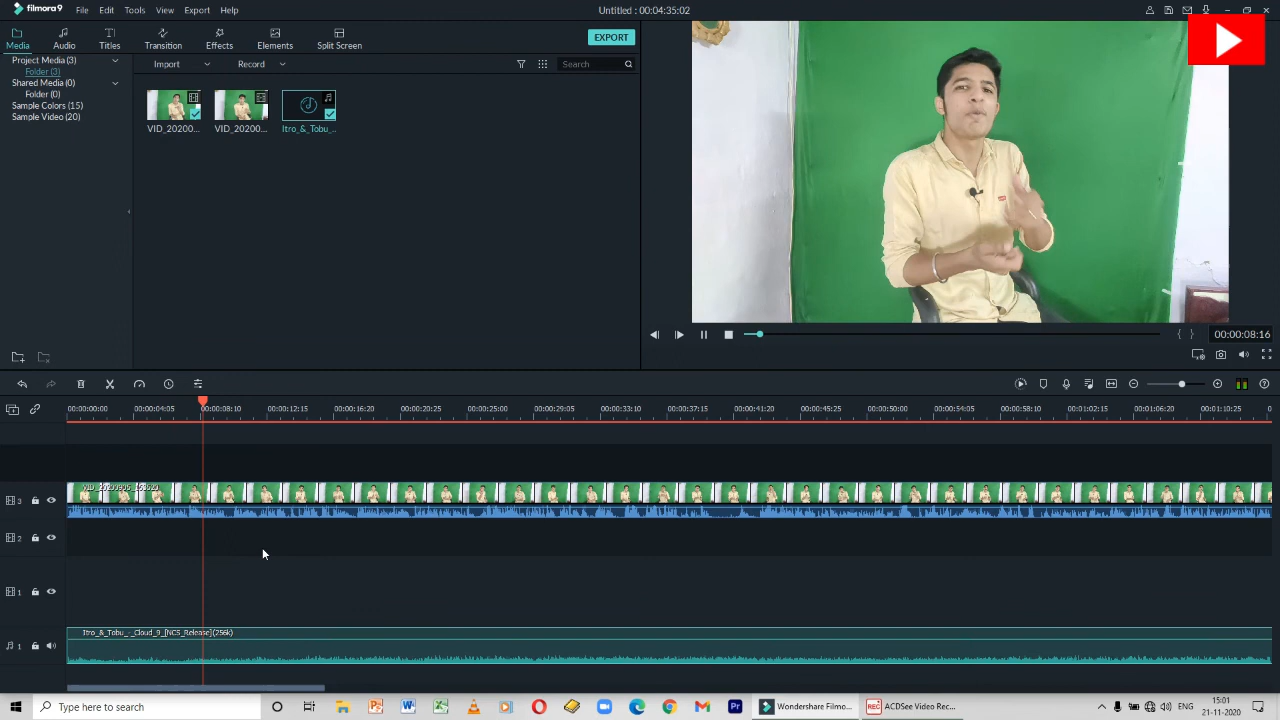 filmora9 File Edit Tools View Export Help Untitled : 00:04:35:02
Media Audio Titles Transition Effects Elements Split Screen EXPORT
Project Media (3) Import Record Search
Folder (3)
Shared Media (0)
Folder (0)
Sample Colors (15)
Sample Video (20)
VID_20200... VID_20200... Itro_&_Tobu_...
00:00:08:16
00:00:00:00 00:00:04:05 00:00:08:10 00:00:12:15 00:00:16:20 00:00:20:25 00:00:25:00 00:00:29:05 00:00:33:10 00:00:37:15 00:00:41:20 00:00:45:25 00:00:50:00 00:00:54:05 00:00:58:10 00:01:02:15 00:01:06:20 00:01:10:25 0
3
2
1
Itro_&_Tobu_-_Cloud_9_[NCS_Release](256k)
1
Type here to search Wondershare Filmo... REC ACDSee Video Rec... ENG 15:01
21-11-2020